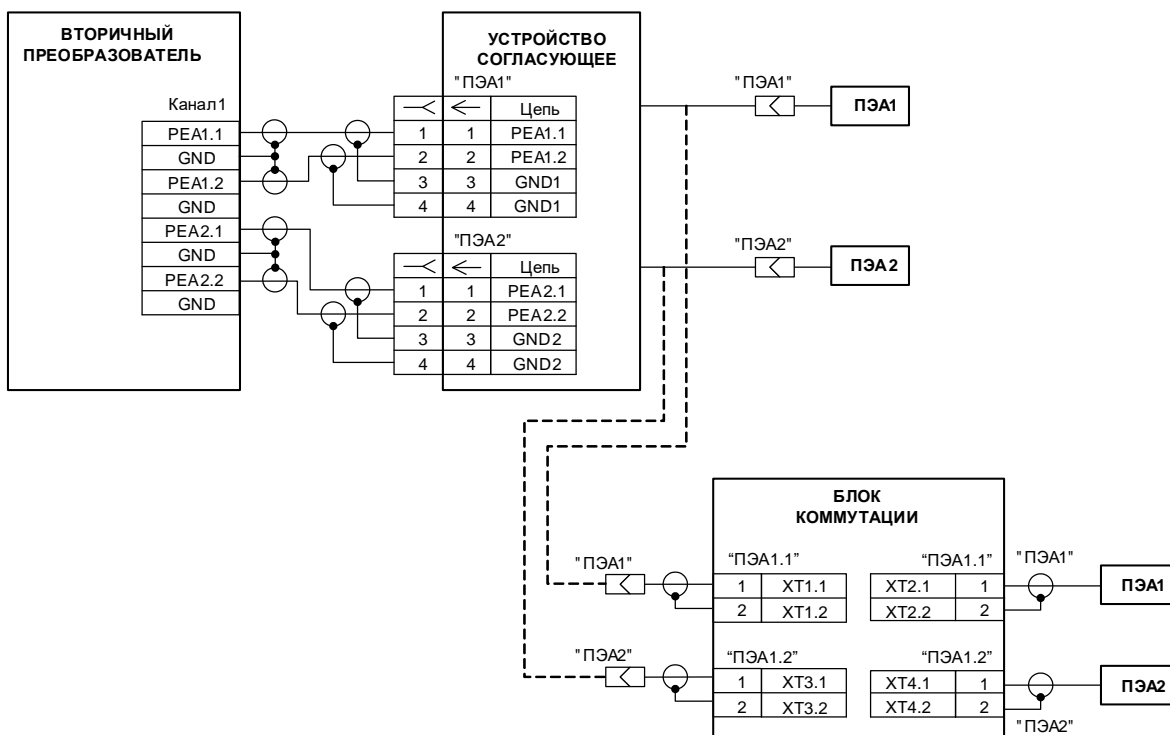 ВТОРИЧНЫЙ
ПРЕОБРАЗОВАТЕЛЬ
Канал 1
PEA1.1
GND
PEA1.2
GND
PEA2.1
GND
PEA2.2
GND
УСТРОЙСТВО
СОГЛАСУЮЩЕЕ
"ПЭА1"
Цепь
1 1 PEA1.1
2 2 PEA1.2
3 3 GND1
4 4 GND1
"ПЭА2"
Цепь
1 1 PEA2.1
2 2 PEA2.2
3 3 GND2
4 4 GND2
"ПЭА1"
ПЭА1
"ПЭА2"
ПЭА2
БЛОК
КОММУТАЦИИ
"ПЭА1"
“ПЭА1.1”
1 XT1.1
2 XT1.2
“ПЭА1.1”
XT2.1 1
XT2.2 2
"ПЭА1"
ПЭА1
"ПЭА2"
“ПЭА1.2”
1 XT3.1
2 XT3.2
“ПЭА1.2”
XT4.1 1
XT4.2 2
ПЭА2
"ПЭА2"